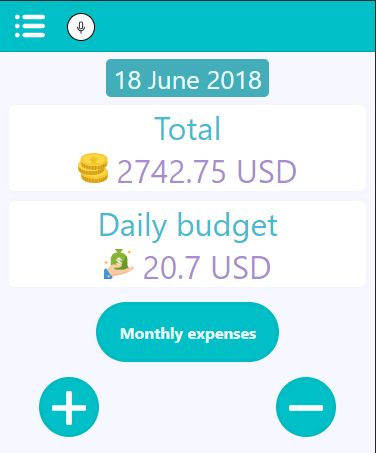 18 June 2018
Total
2742.75 USD
Daily budget
20.7 USD
Monthly expenses